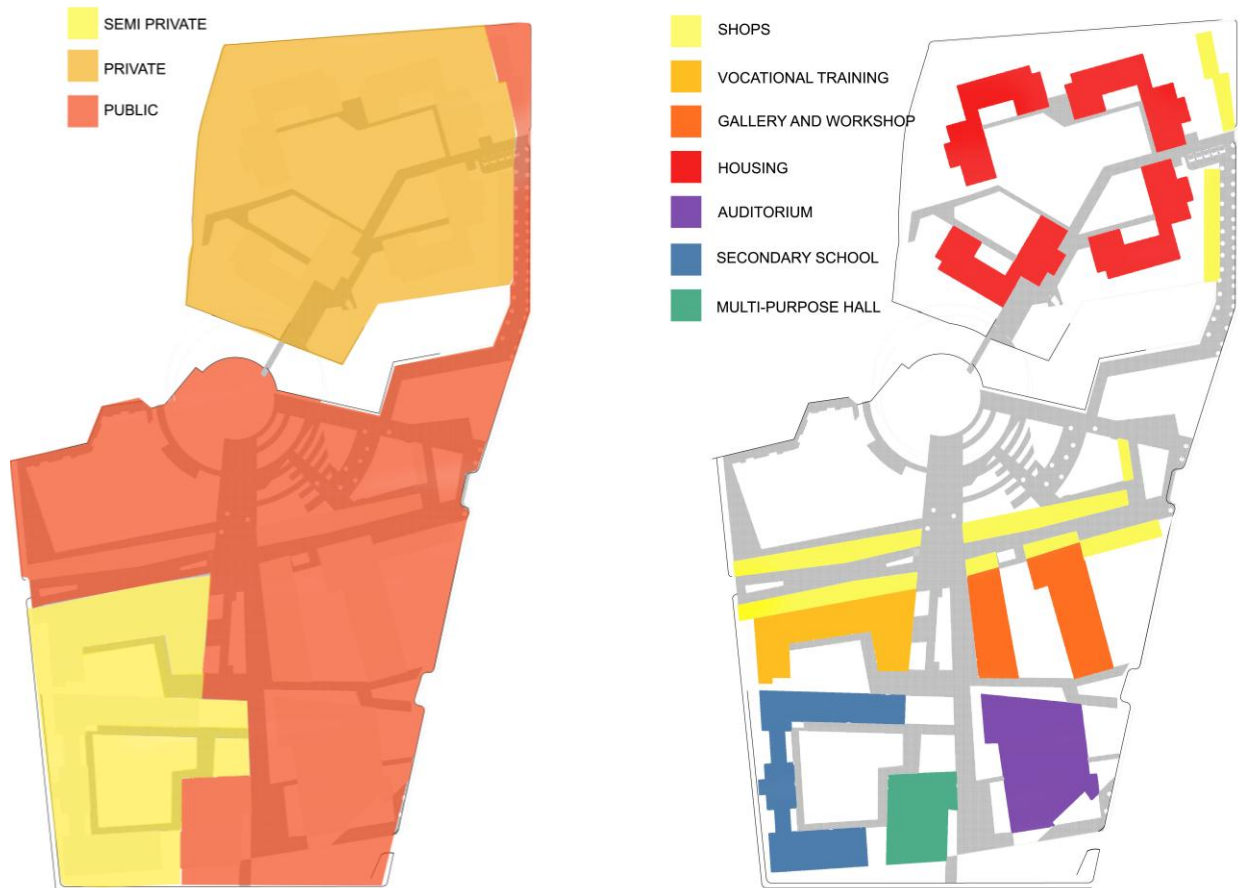 SEMI PRIVATE
PRIVATE
PUBLIC
SHOPS
VOCATIONAL TRAINING
GALLERY AND WORKSHOP
HOUSING
AUDITORIUM
SECONDARY SCHOOL
MULTI-PURPOSE HALL